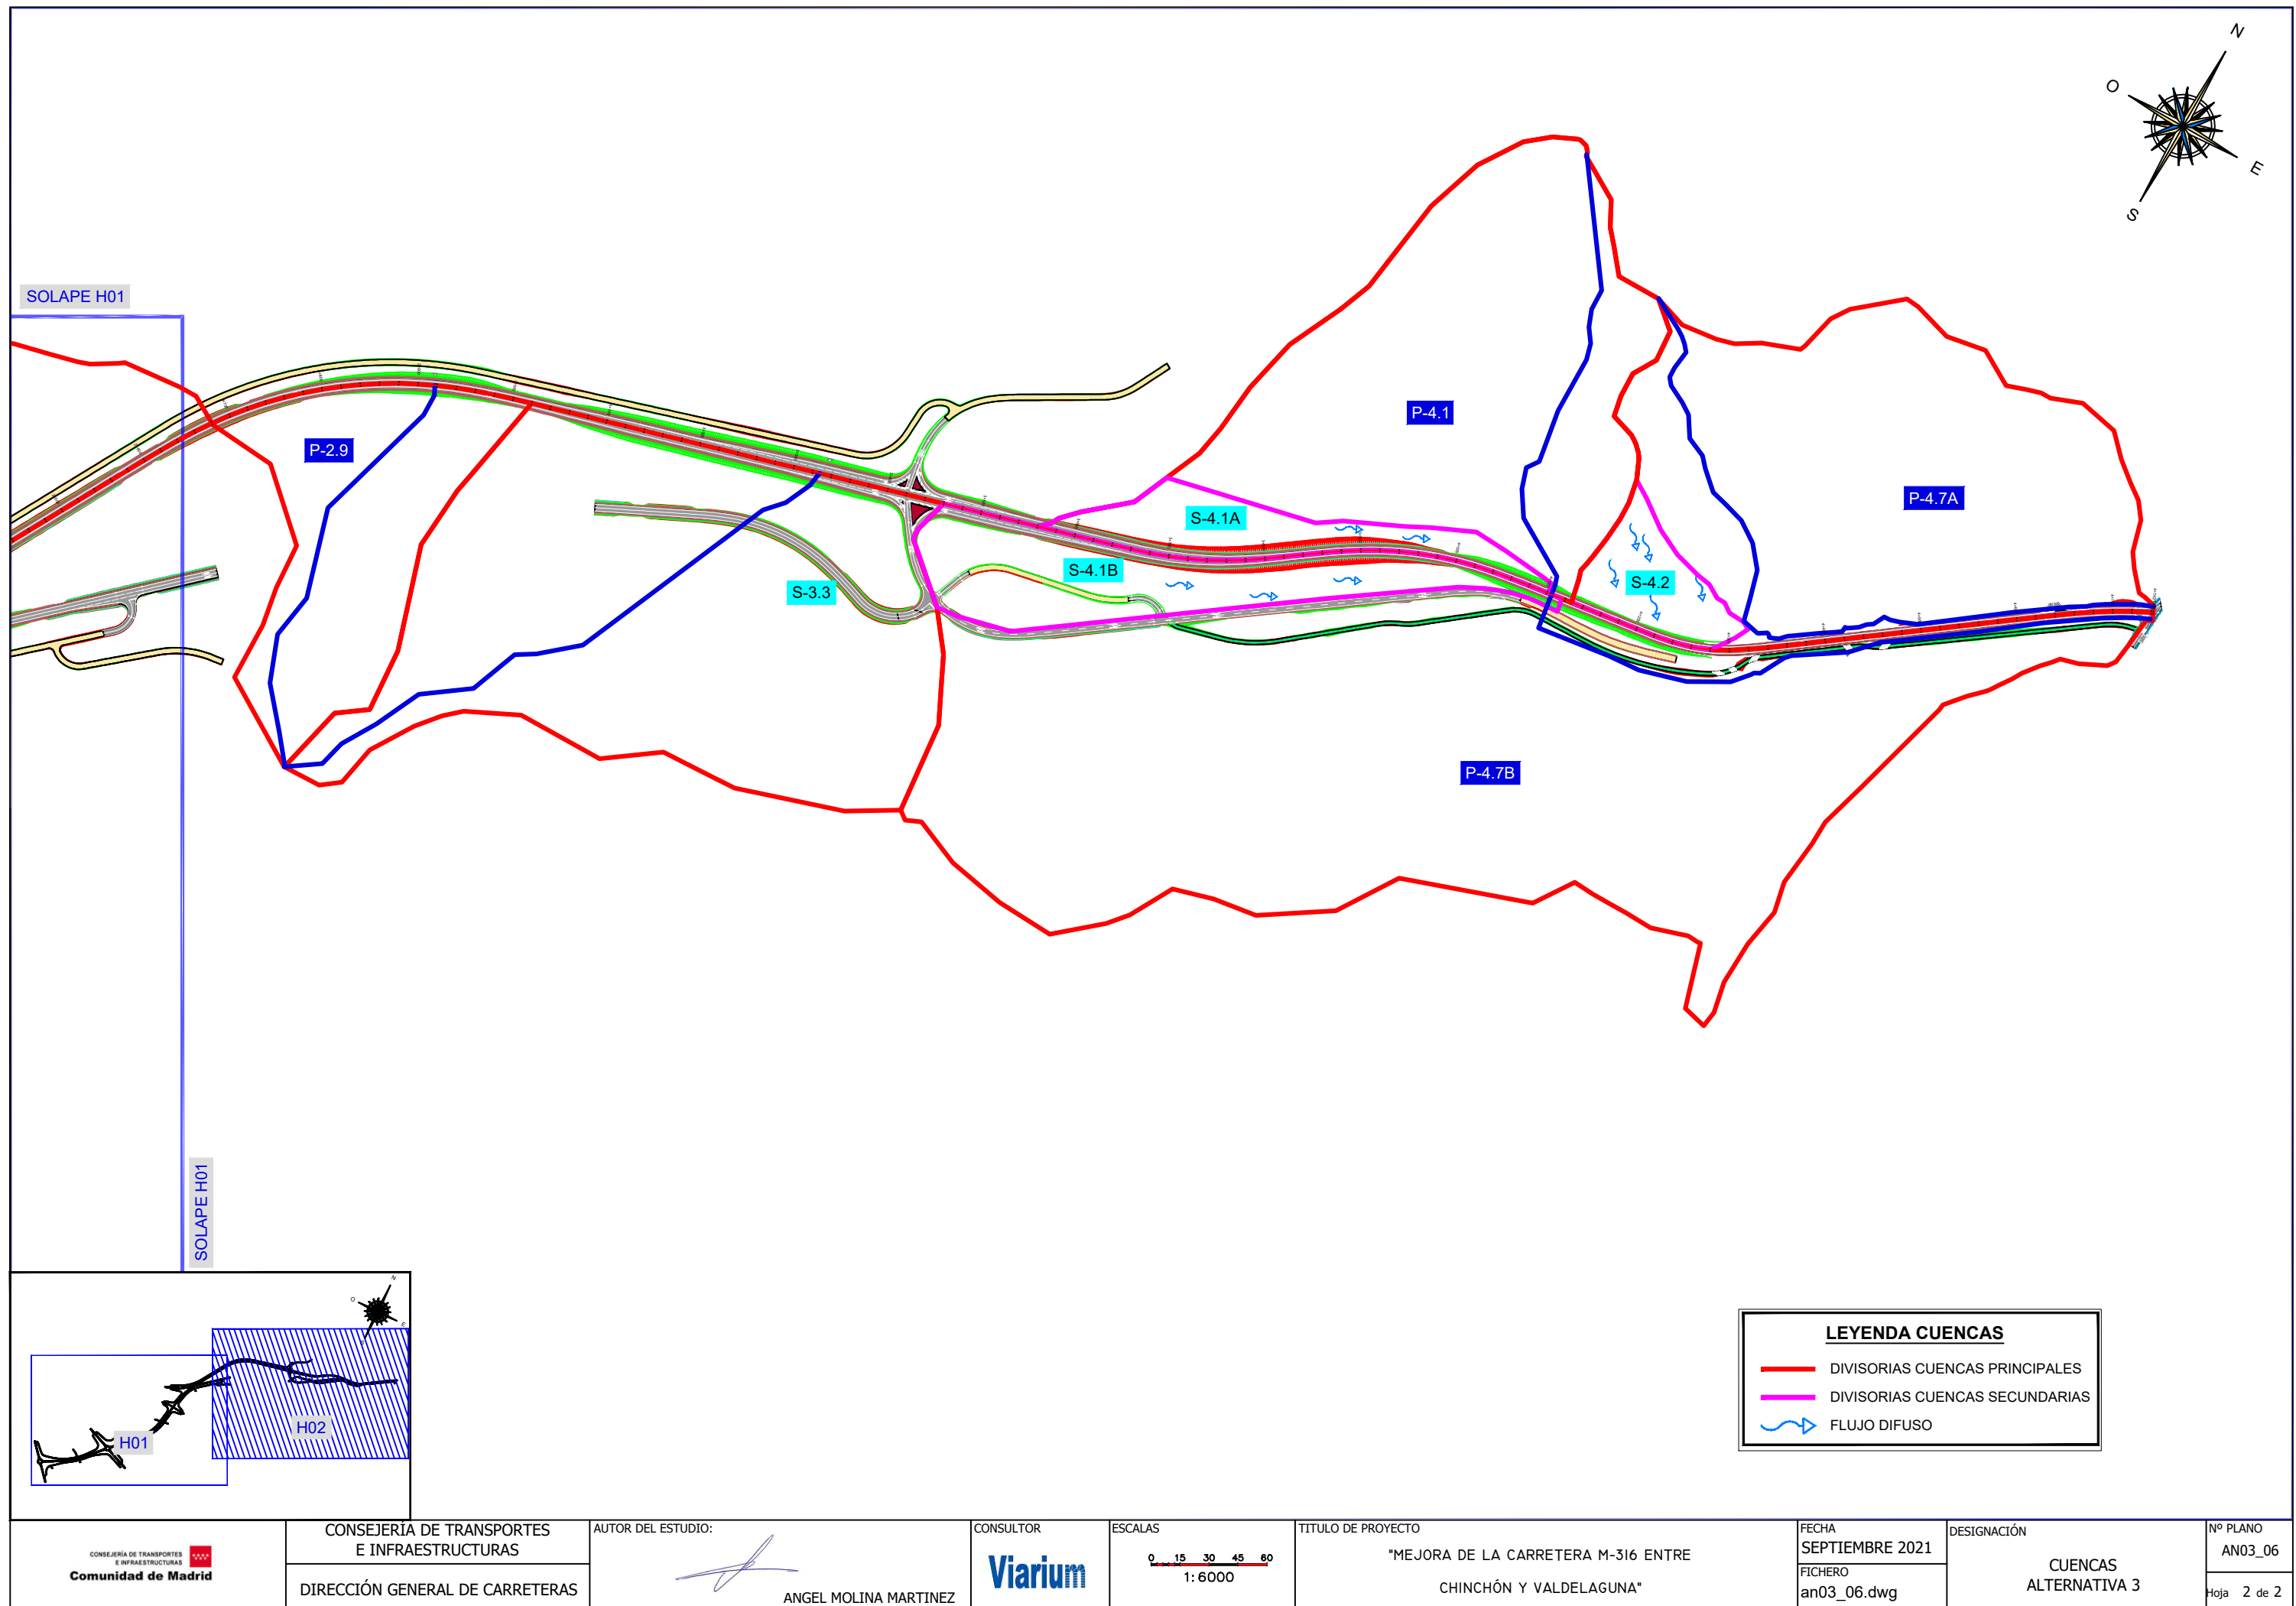 N
O
E
S
SOLAPE H01
P-2.9
P-4.1
P-4.7A
S-4.1A
S-4.1B
S-4.2
S-3.3
P-4.7B
SOLAPE H01
N
O
E
H01
H02
LEYENDA CUENCAS
DIVISORIAS CUENCAS PRINCIPALES
DIVISORIAS CUENCAS SECUNDARIAS
FLUJO DIFUSO
CONSEJERÍA DE TRANSPORTES
E INFRAESTRUCTURAS
Comunidad de Madrid
CONSEJERÍA DE TRANSPORTES
E INFRAESTRUCTURAS
DIRECCIÓN GENERAL DE CARRETERAS
AUTOR DEL ESTUDIO:
ANGEL MOLINA MARTINEZ
CONSULTOR
Viarium
ESCALAS
0 15 30 45 60
1:6000
TITULO DE PROYECTO
"MEJORA DE LA CARRETERA M-316 ENTRE
CHINCHÓN Y VALDELAGUNA"
FECHA
SEPTIEMBRE 2021
FICHERO
an03_06.dwg
DESIGNACIÓN
CUENCAS
ALTERNATIVA 3
Nº PLANO
AN03_06
Hoja 2 de 2